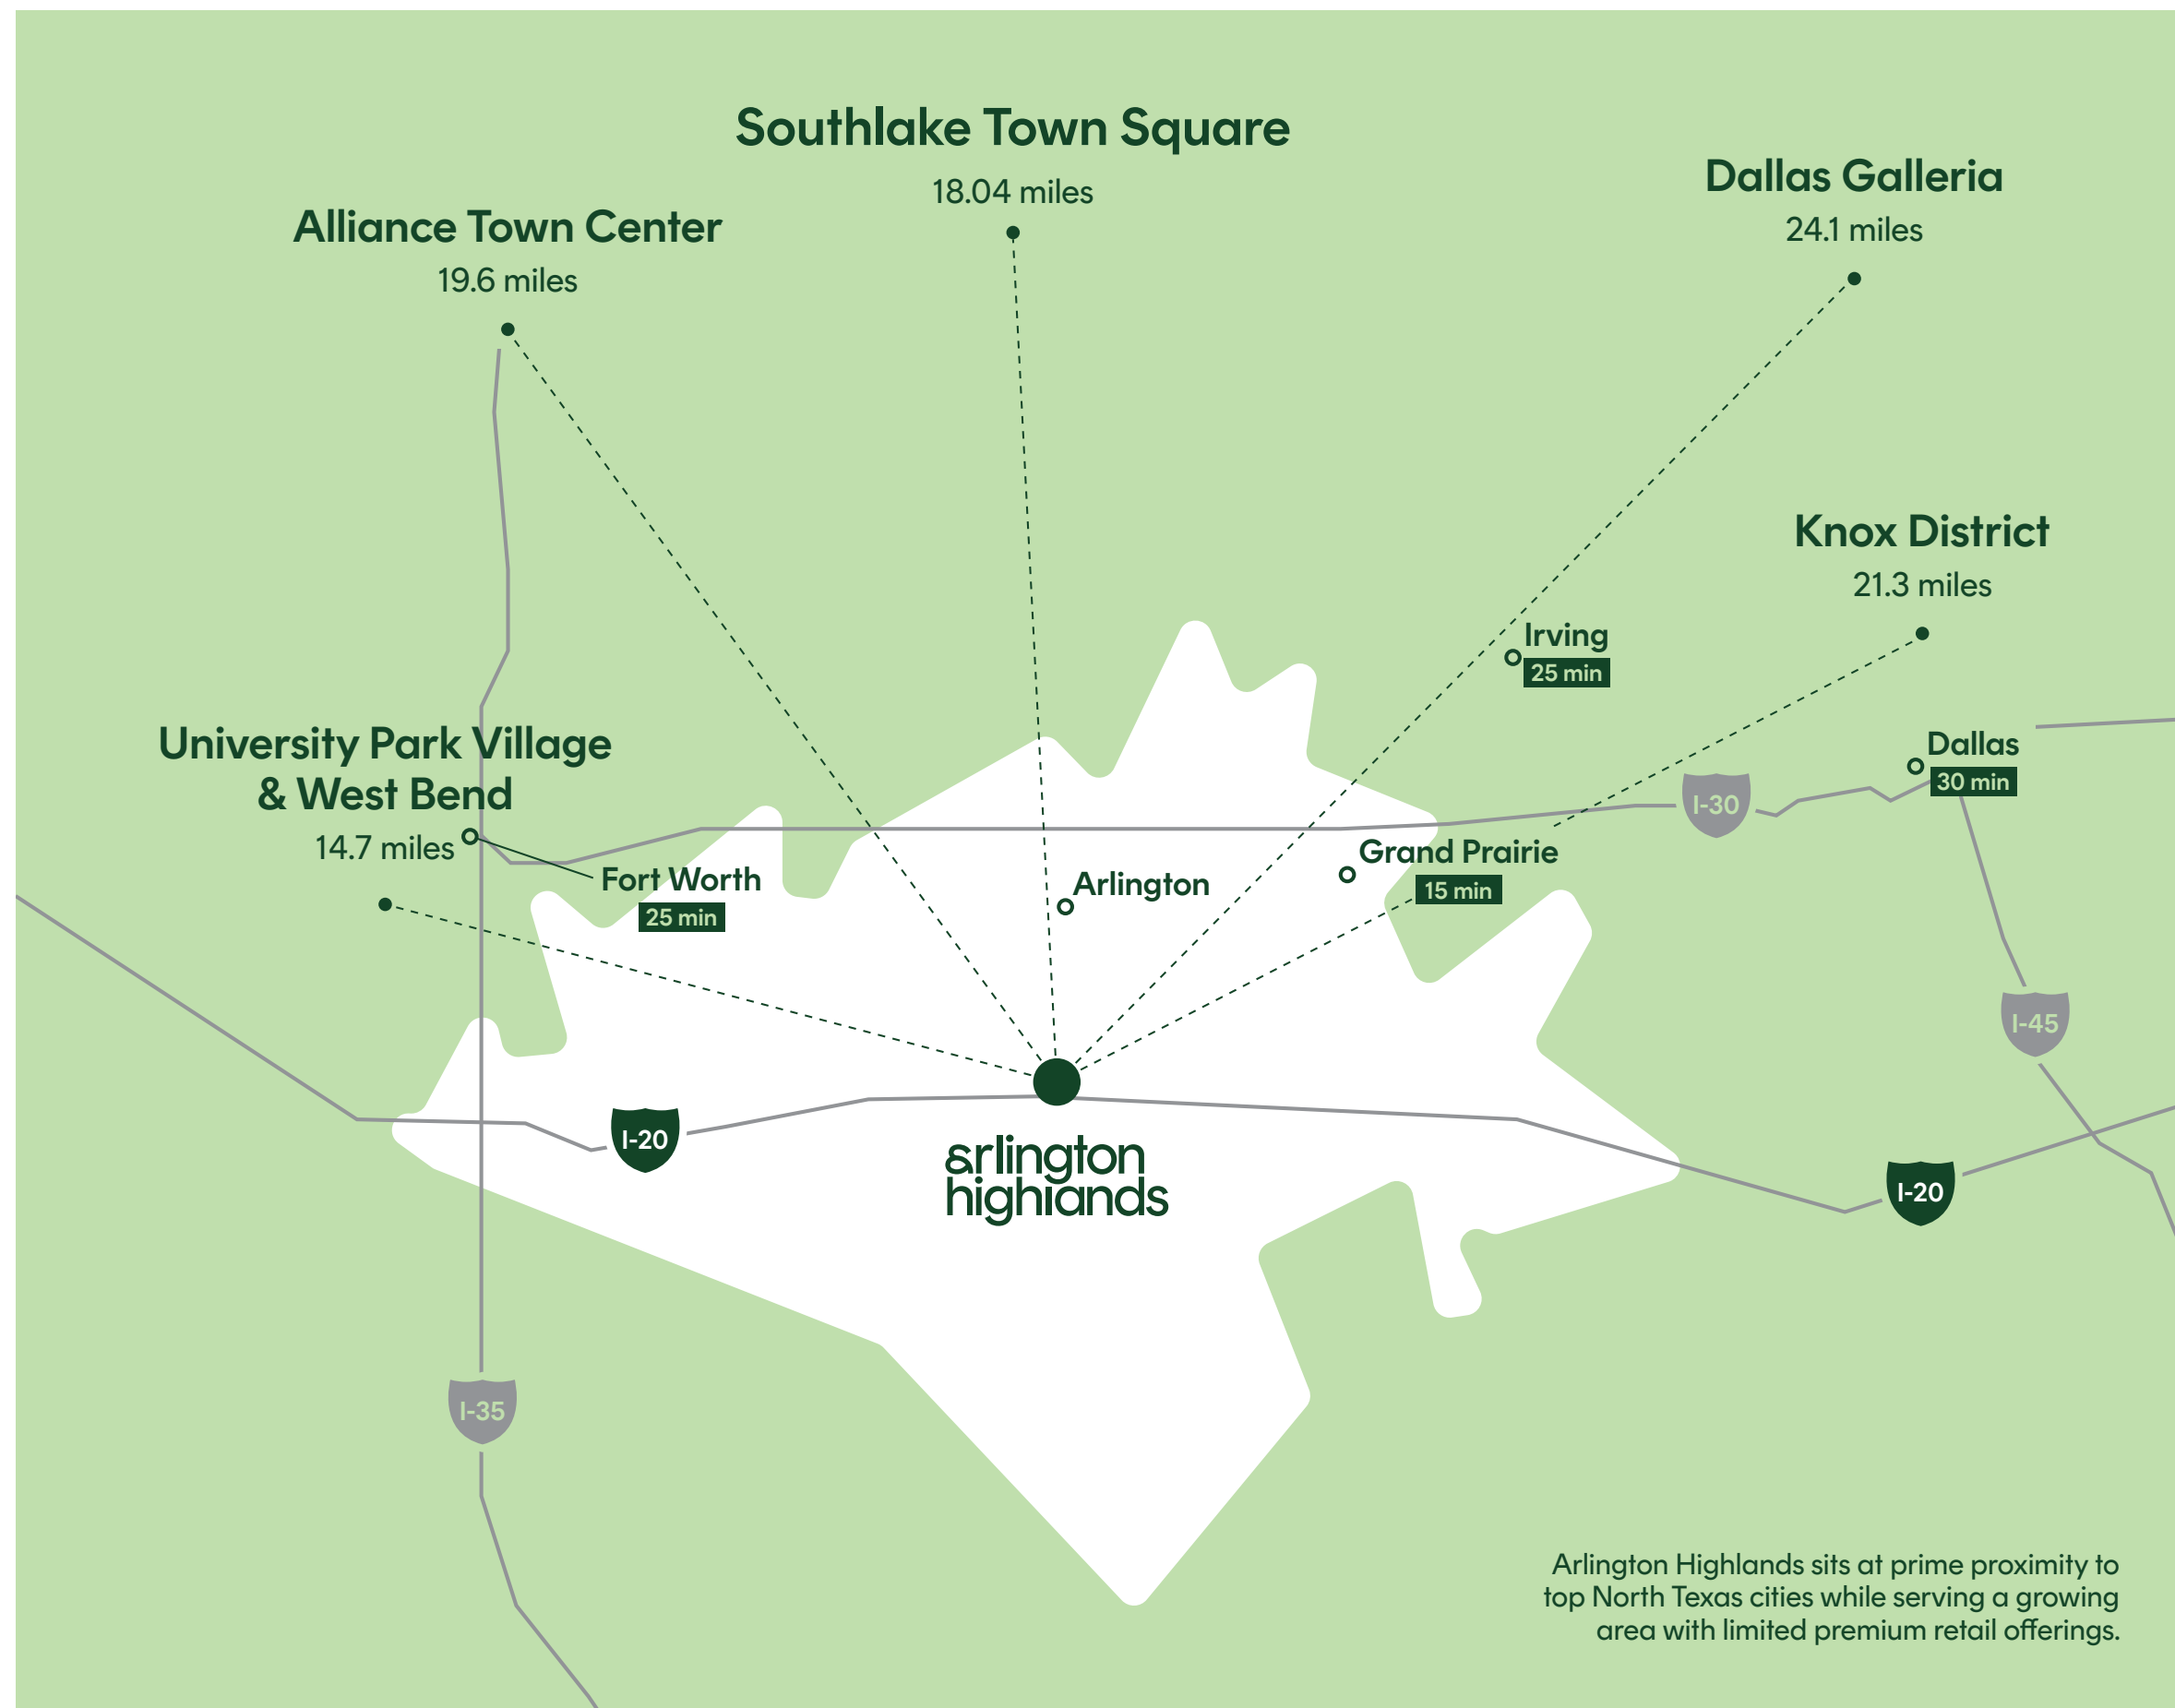 Southlake Town Square
18.04 miles
Dallas Galleria
24.1 miles
Alliance Town Center
19.6 miles
Knox District
21.3 miles
Irving
25 min
University Park Village
& West Bend
14.7 miles
Dallas
30 min
I-30
Grand Prairie
15 min
Fort Worth
25 min
Arlington
I-45
I-20
arlington
highlands
I-20
I-35
Arlington Highlands sits at prime proximity to
top North Texas cities while serving a growing
area with limited premium retail offerings.